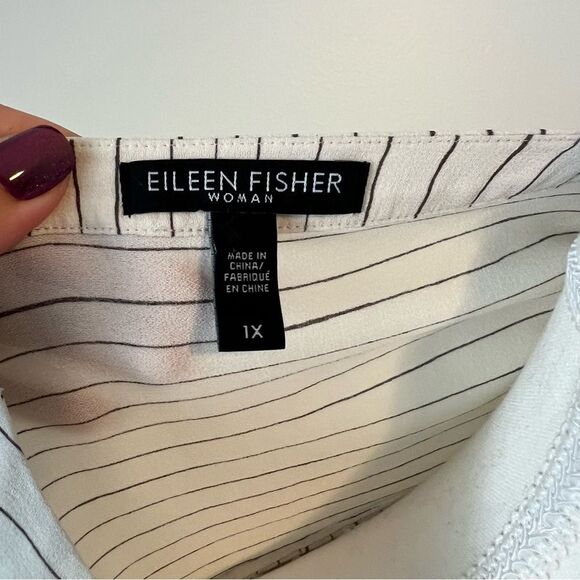 EILEEN FISHER
WOMAN
MADE IN
CHINA/
FABRIQUÉ
EN CHINE
1X